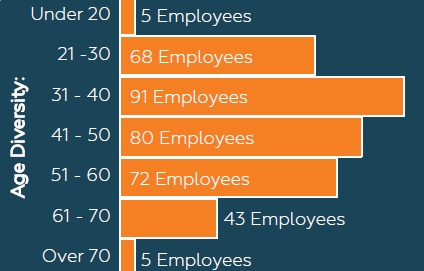 Age Diversity:
Under 20 5 Employees
21 -30 68 Employees
31 - 40 91 Employees
41 - 50 80 Employees
51 - 60 72 Employees
61 - 70 43 Employees
Over 70 5 Employees